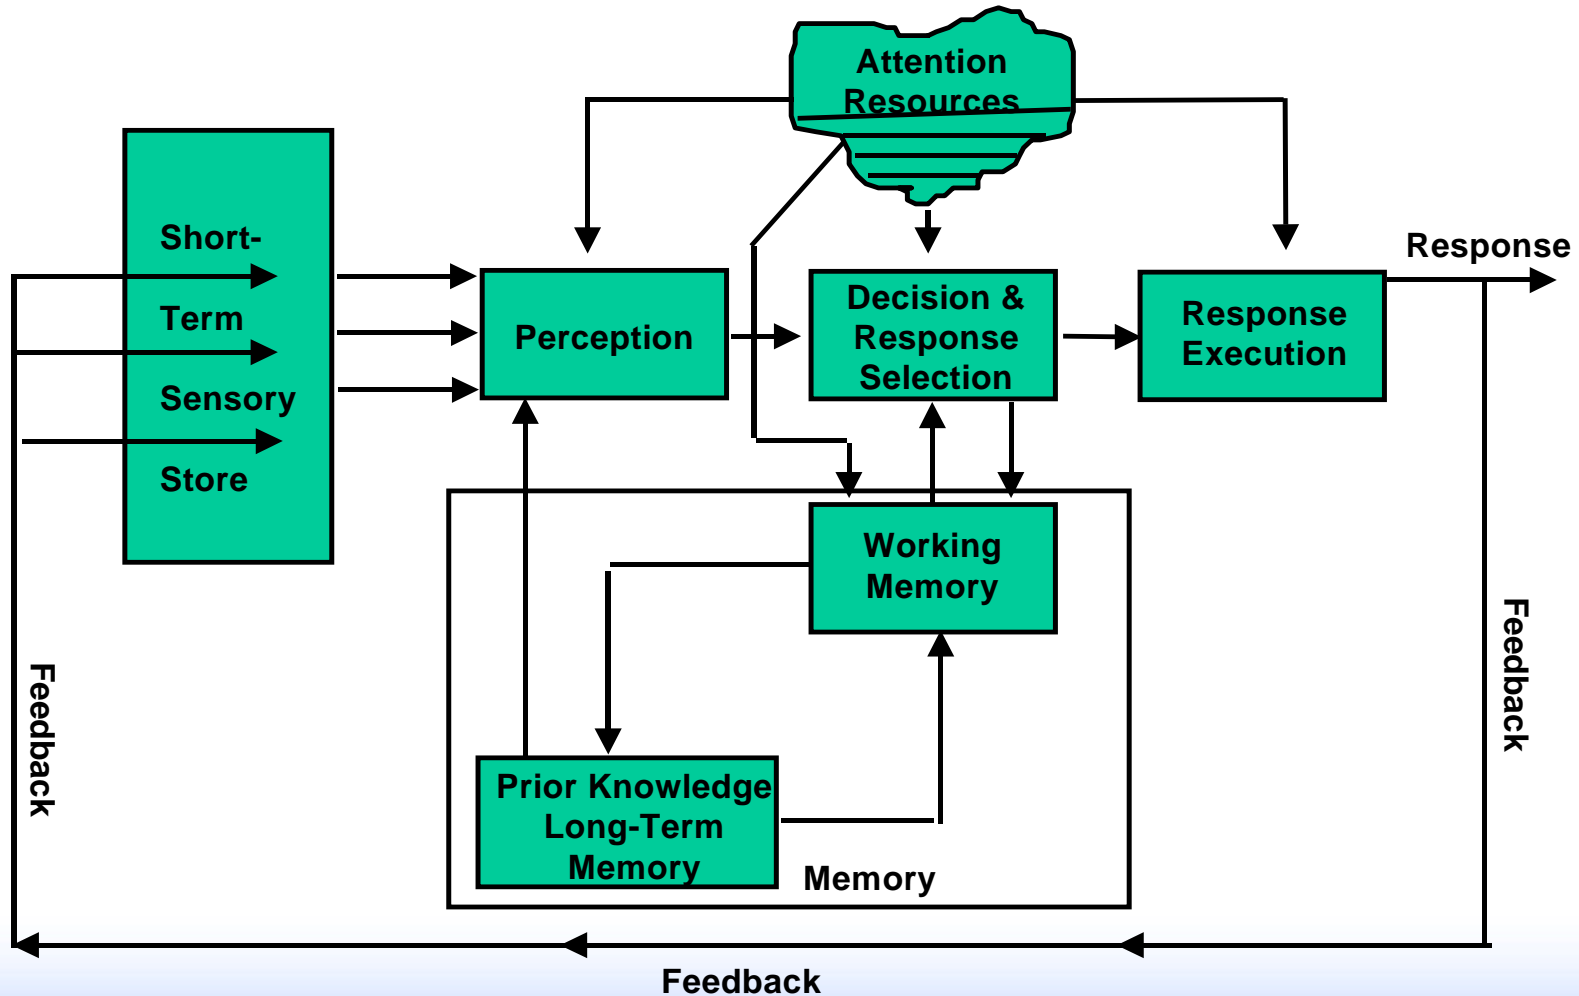 Attention
Resources
Short-
Term
Sensory
Store
Perception
Decision &
Response
Selection
Response
Execution
Response
Working
Memory
Prior Knowledge
Long-Term
Memory
Memory
Feedback
Feedback
Feedback